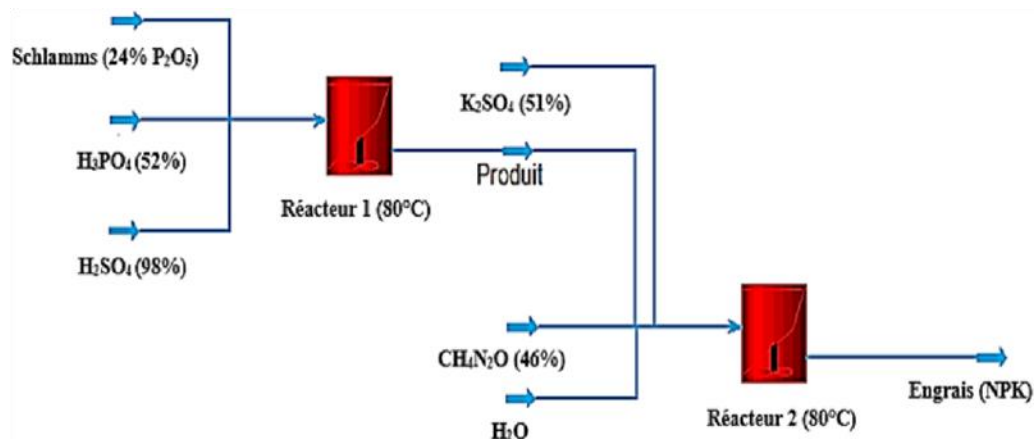 Schlamms (24% P₂O₅)
H₃PO₄ (52%)
H₂SO₄ (98%)
Réacteur 1 (80°C)
K₂SO₄ (51%)
Produit
CH₄N₂O (46%)
H₂O
Réacteur 2 (80°C)
Engrais (NPK)